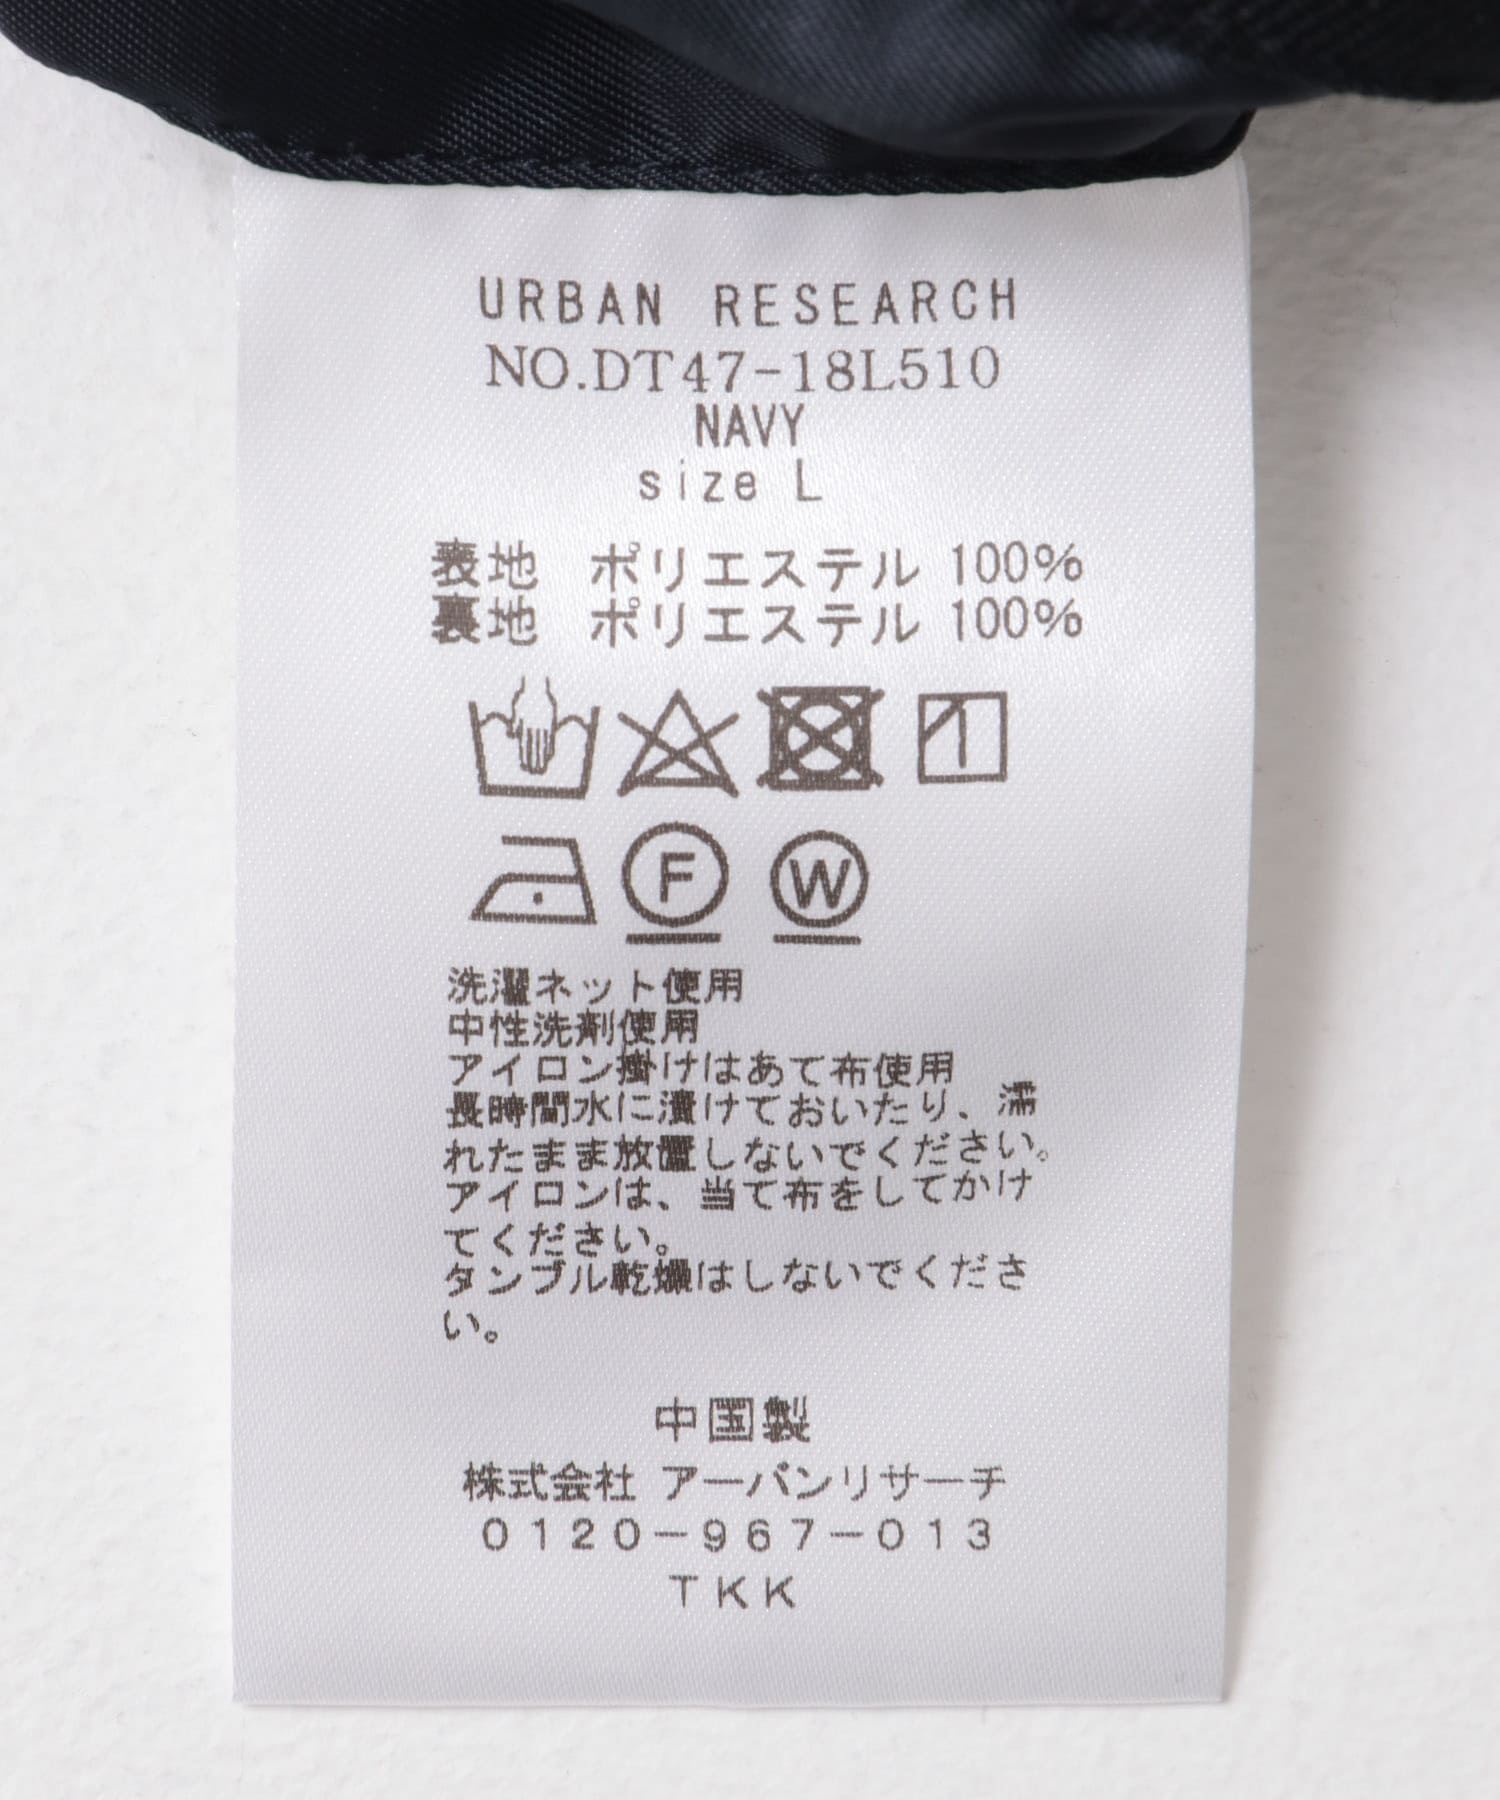 URBAN RESEARCH
NO.DT47-18L510
NAVY
size L
表地 ポリエステル 100%
裏地 ポリエステル 100%
F
W
洗濯ネット使用
中性洗剤使用
アイロン掛けはあて布使用
長時間水に漬けておいたり、濡
れたまま放置しないでください。
アイロンは、当て布をしてかけ
てください。
タンブル乾燥はしないでくださ
い。
中国製
株式会社 アーバンリサーチ
0120-967-013
TKK